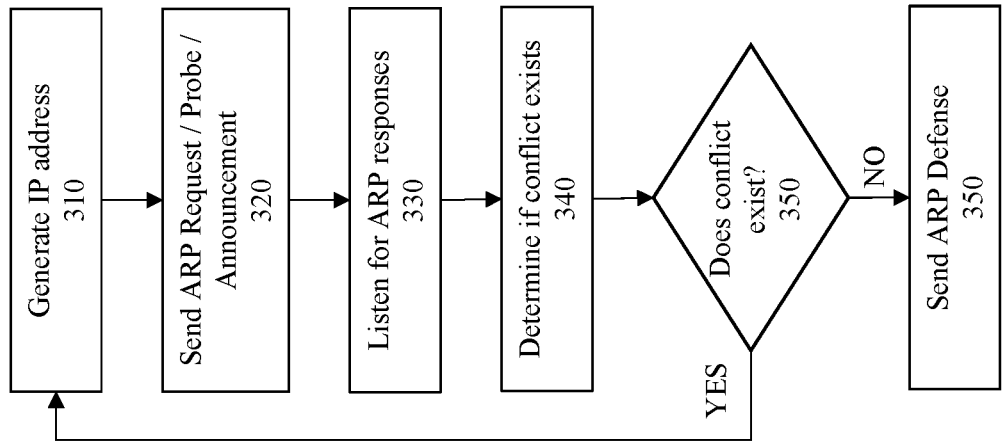 Generate IP address
310
Send ARP Request / Probe /
Announcement
320
Listen for ARP responses
330
Determine if conflict exists
340
Does conflict
exist?
350
YES
NO
Send ARP Defense
350